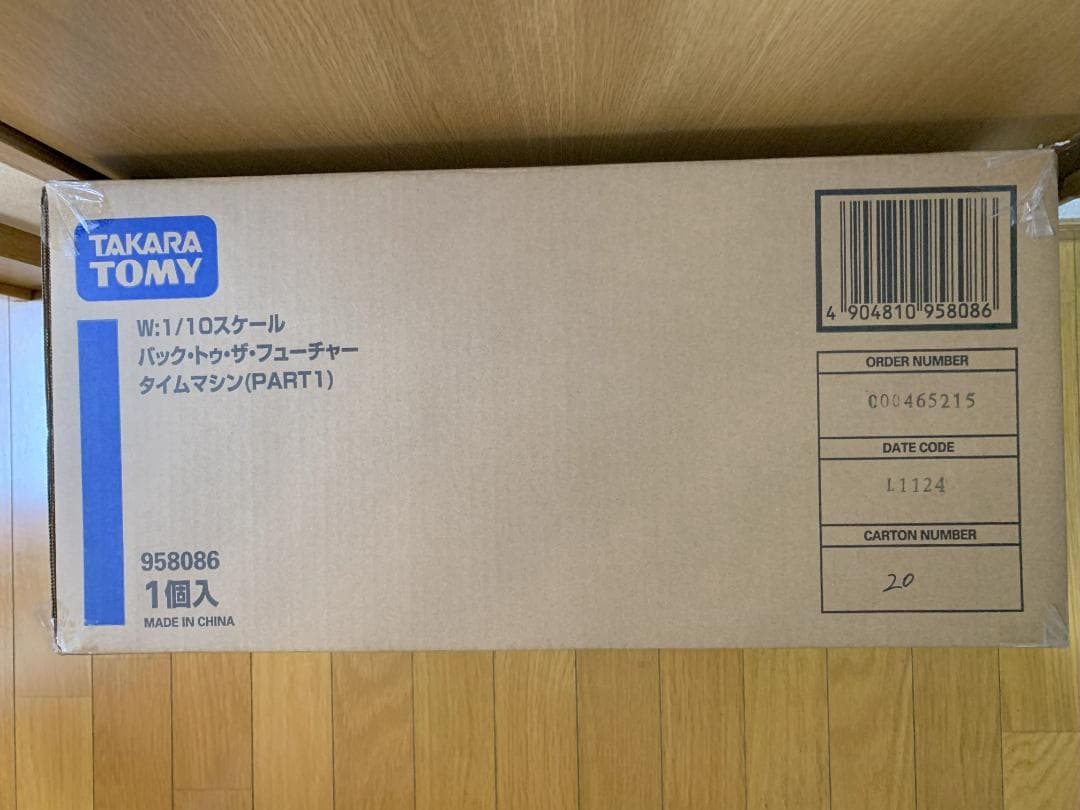 TAKARA
TOMY
W:1/10スケール
バック・トゥ・ザ・フューチャー
タイムマシン(PART1)
958086
1個入
MADE IN CHINA
4 904810 958086
ORDER NUMBER
000465215
DATE CODE
L1124
CARTON NUMBER
20